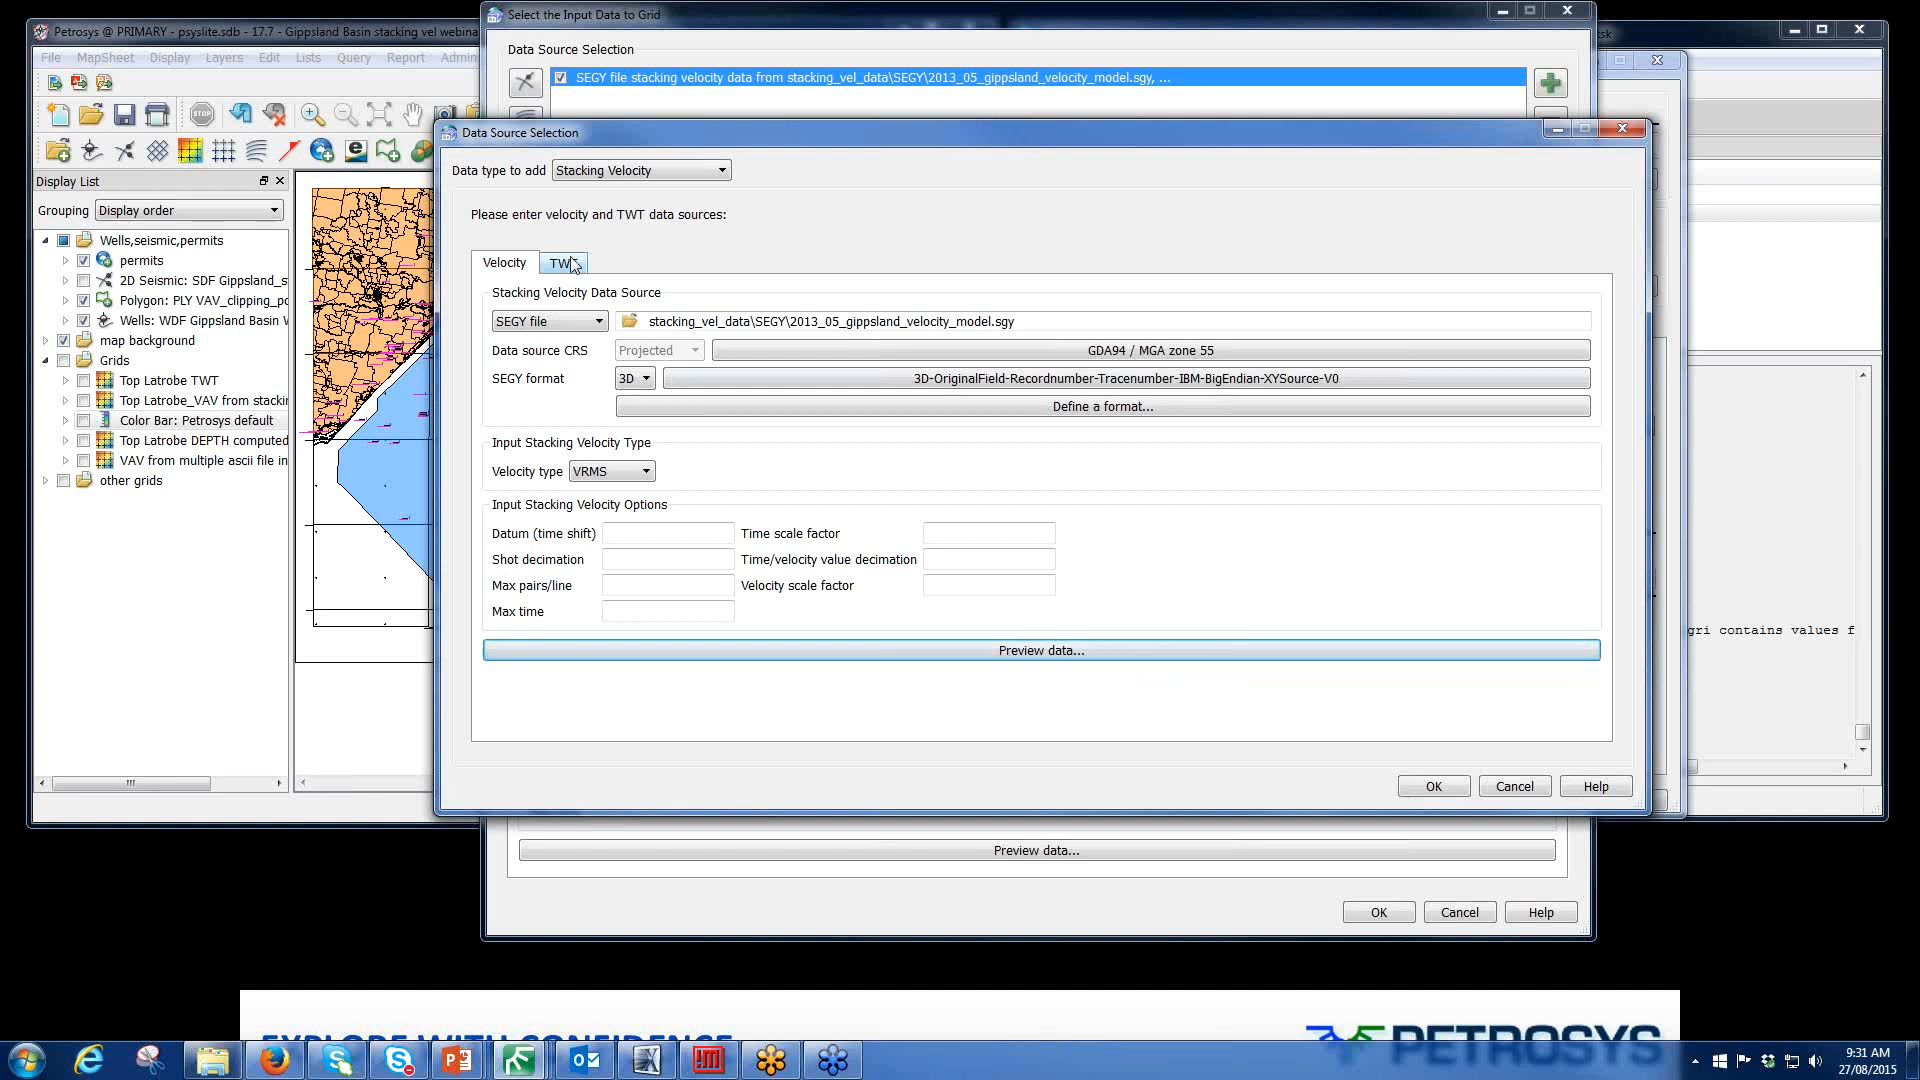 Select the Input Data to Grid
Petrosys @ PRIMARY - psyslite.sdb - 17.7 - Gippsland Basin stacking vel webina
File MapSheet Display Layers Edit Lists Query Report Admin
Data Source Selection
SEGY file stacking velocity data from stacking_vel_data\SEGY\2013_05_gippsland_velocity_model.sgy, ...
STOP
Data Source Selection
Data type to add Stacking Velocity
Please enter velocity and TWT data sources:
Velocity
Stacking Velocity Data Source
SEGY file stacking_vel_data\SEGY\2013_05_gippsland_velocity_model.sgy
Data source CRS Projected GDA94 / MGA zone 55
SEGY format 3D 3D-OriginalField-Recordnumber-Tracenumber-IBM-BigEndian-XYSource-V0
Define a format...
Input Stacking Velocity Type
Velocity type VRMS
Input Stacking Velocity Options
Datum (time shift) Time scale factor
Shot decimation Time/velocity value decimation
Max pairs/line Velocity scale factor
Max time
Preview data...
OK Cancel Help
Display List
Grouping Display order
Wells,seismic,permits
permits
2D Seismic: SDF Gippsland_s
Polygon: PLY VAV_clipping_po
Wells: WDF Gippsland Basin W
map background
Grids
Top Latrobe TWT
Top Latrobe_VAV from stackin
Color Bar: Petrosys default
Top Latrobe DEPTH computed
VAV from multiple ascii file in
other grids
gri contains values f
Preview data...
OK Cancel Help
EXPLORE WITH CONFIDENCE
PETROSYS
9:31 AM
27/08/2015